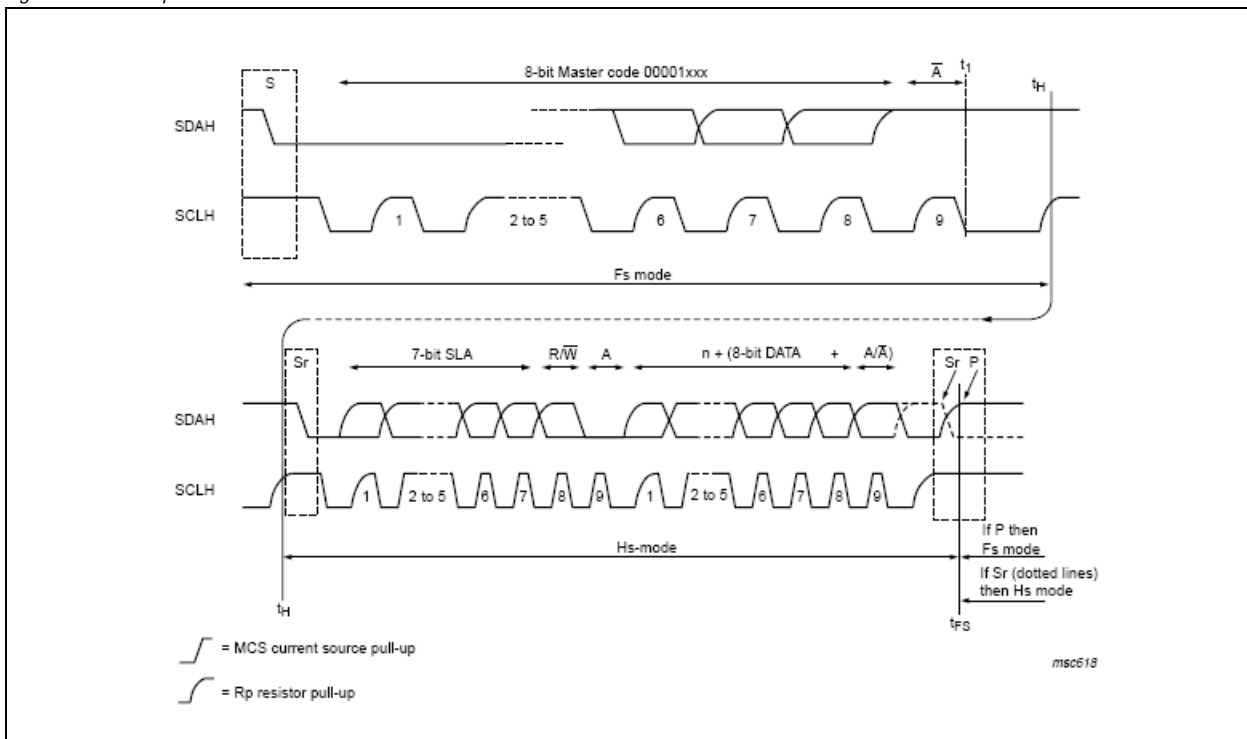 8-bit Master code 00001xxx
A̅
t1
S
tH
SDAH
SCLH
1
2 to 5
6
7
8
9
Fs mode
7-bit SLA
R/W̅
A
n + (8-bit DATA + A/A̅)
Sr
Sr P
SDAH
SCLH
1
2 to 5
6
7
8
9
1
2 to 5
6
7
8
9
If P then
Fs mode
Hs-mode
If Sr (dotted lines)
then Hs mode
tH
tFS
= MCS current source pull-up
msc618
= Rp resistor pull-up